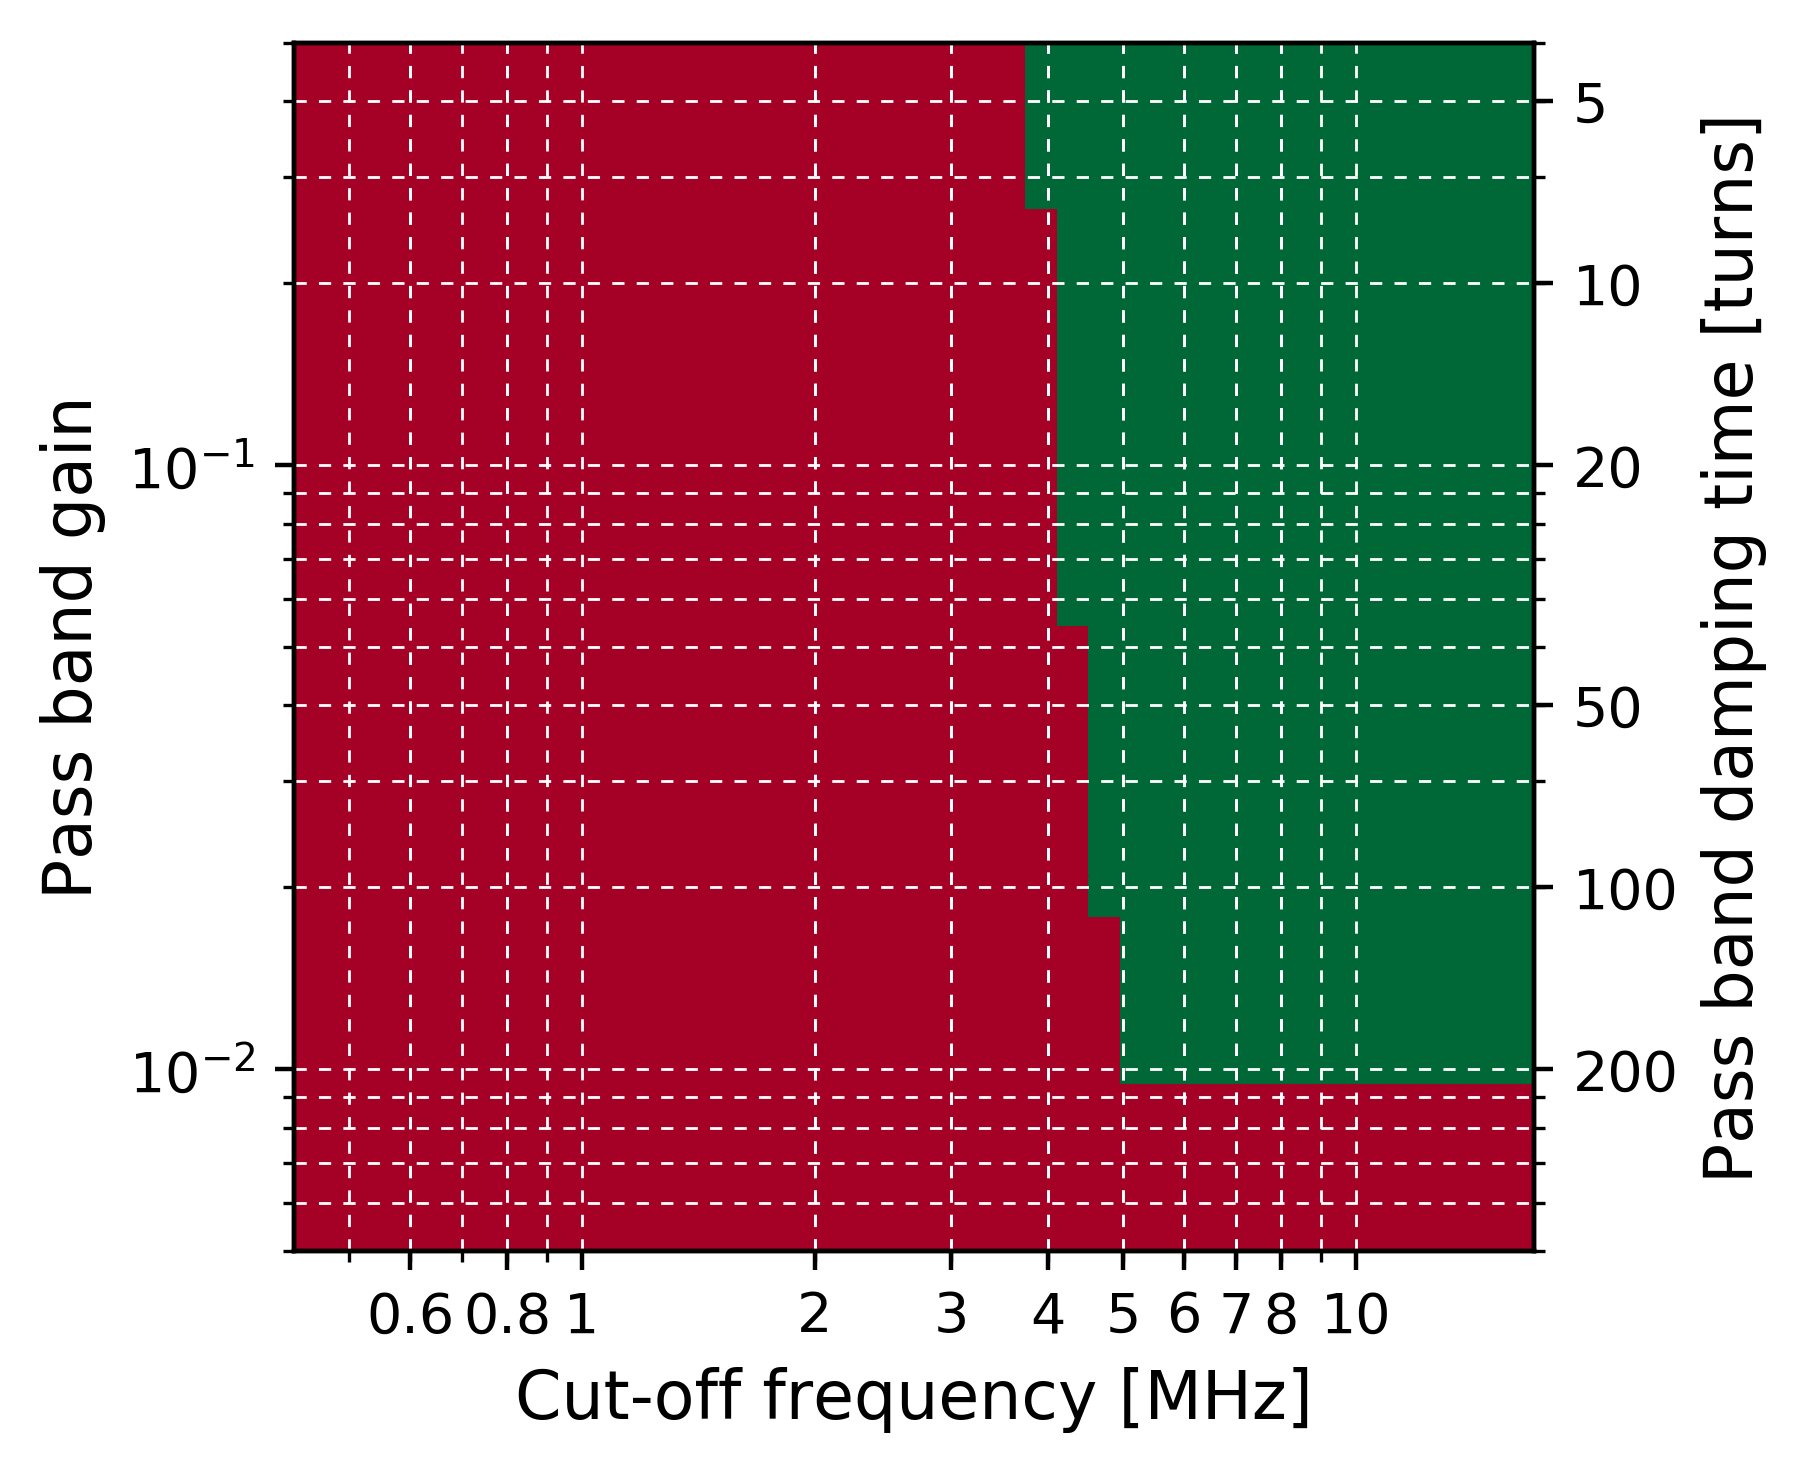 Pass band gain
10⁻¹
10⁻²
5
10
20
50
100
200
Pass band damping time [turns]
0.6 0.8 1 2 3 4 5 6 7 8 10
Cut-off frequency [MHz]